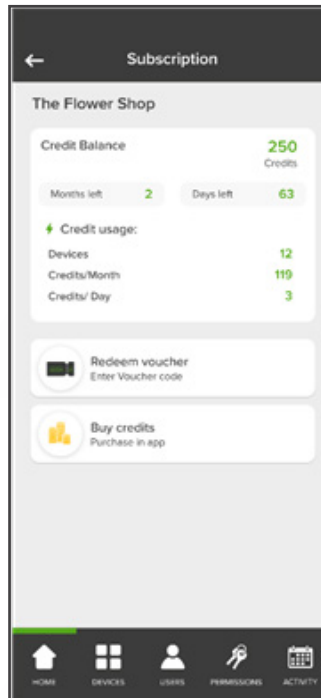 Subscription
The Flower Shop
Credit Balance 250
Credits
Months left 2 Days left 63
Credit usage:
Devices 12
Credits/Month 119
Credits/ Day 3
Redeem voucher
Enter Voucher code
Buy credits
Purchase in app
HOME DEVICES USERS PERMISSIONS ACTIVITY